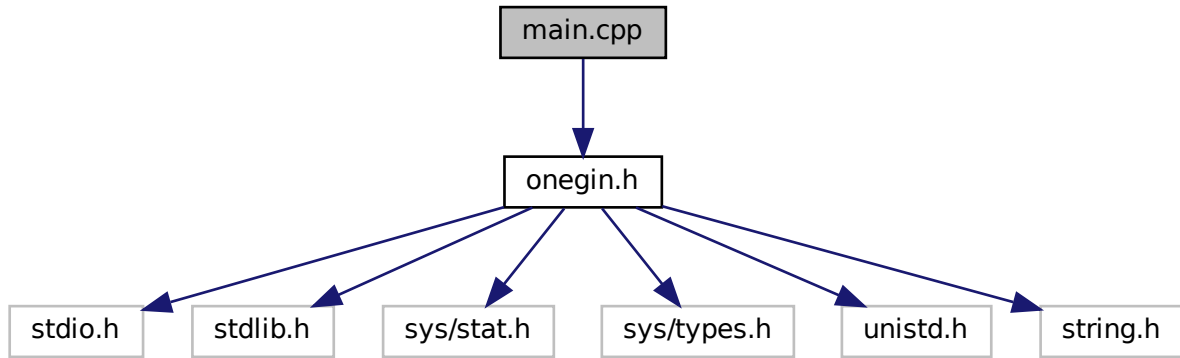 main.cpp
onegin.h
stdio.h
stdlib.h
sys/stat.h
sys/types.h
unistd.h
string.h